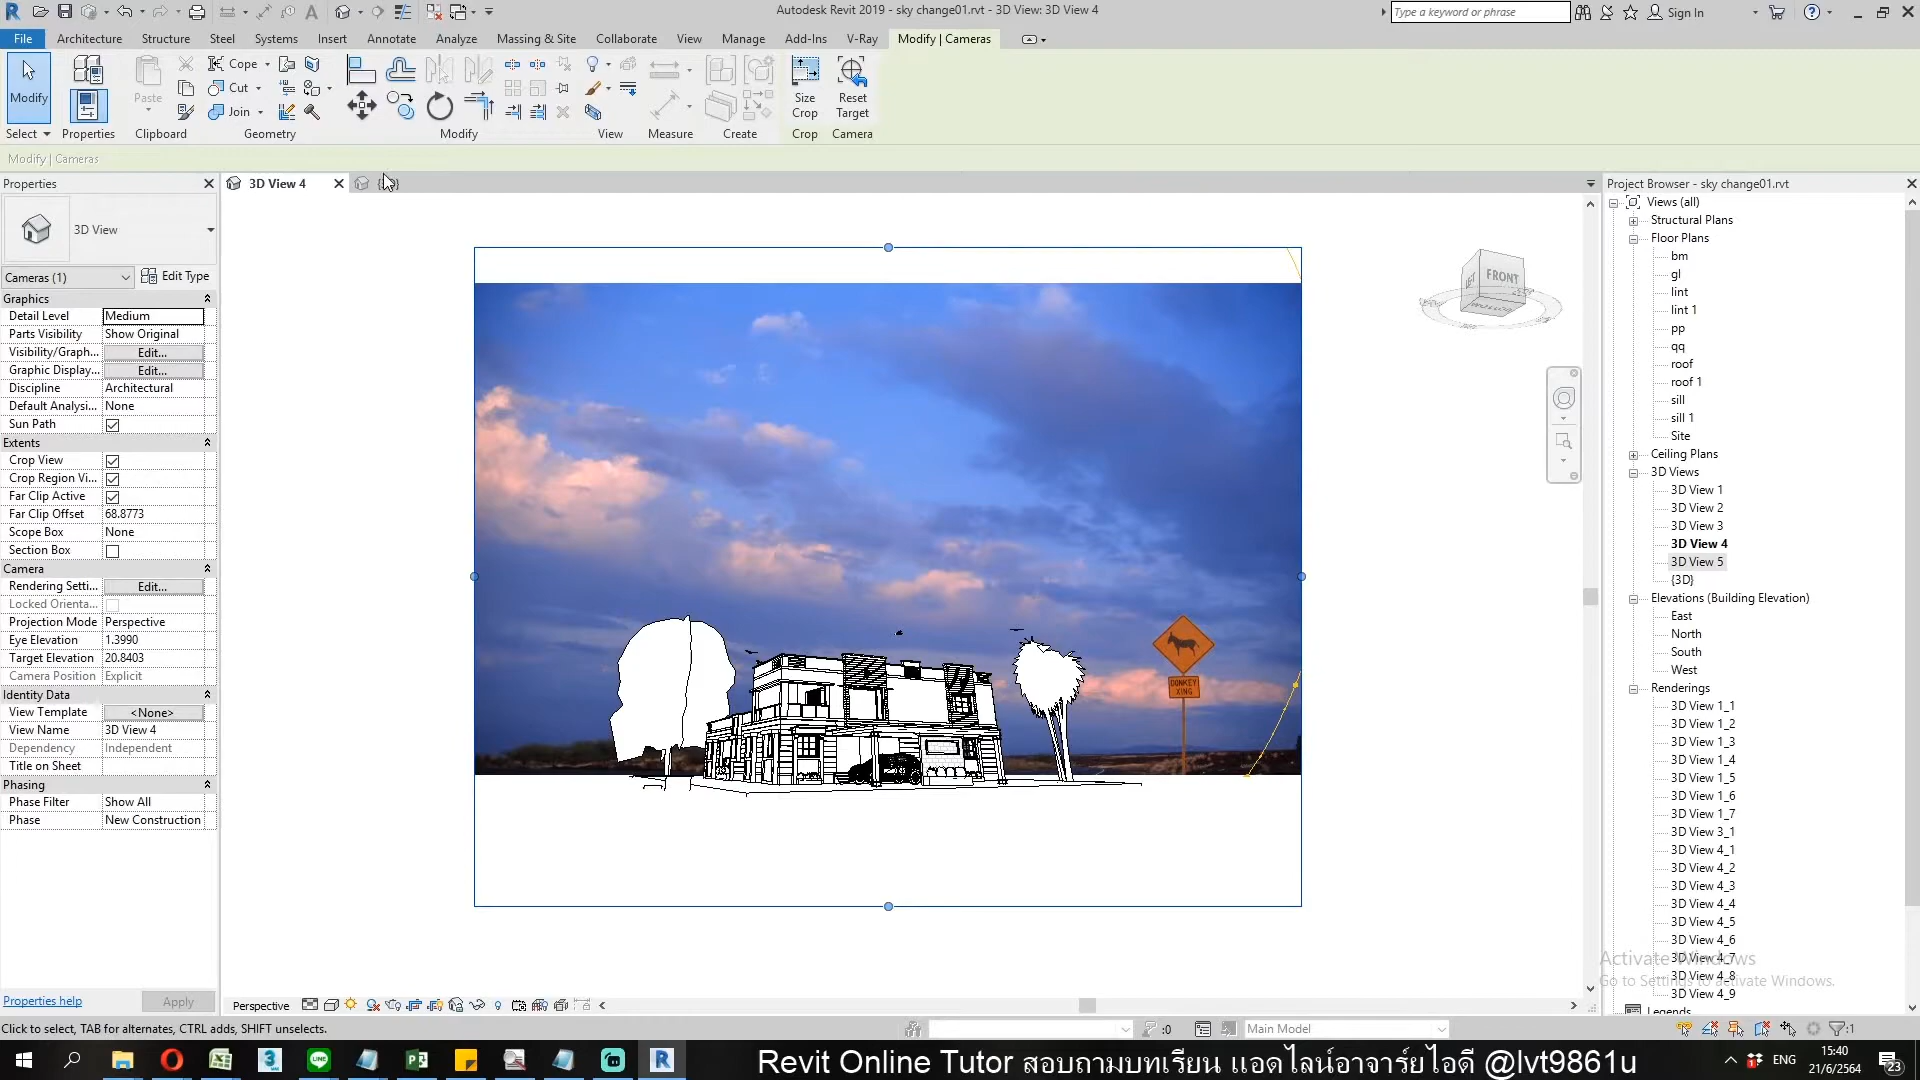 Autodesk Revit 2019 - sky change01.rvt - 3D View: 3D View 4
Type a keyword or phrase
Sign In
File Architecture Structure Steel Systems Insert Annotate Analyze Massing & Site Collaborate View Manage Add-Ins V-Ray Modify | Cameras
Modify
Paste
Cope
Cut
Join
Size Crop
Reset Target
Select Properties Clipboard Geometry Modify View Measure Create Crop Camera
Modify | Cameras
Properties
3D View
Cameras (1) Edit Type
Graphics
Detail Level Medium
Parts Visibility Show Original
Visibility/Graph... Edit...
Graphic Display... Edit...
Discipline Architectural
Default Analysi... None
Sun Path
Extents
Crop View
Crop Region Vi...
Far Clip Active
Far Clip Offset 68.8773
Scope Box None
Section Box
Camera
Rendering Setti... Edit...
Locked Orienta...
Projection Mode Perspective
Eye Elevation 1.3990
Target Elevation 20.8403
Camera Position Explicit
Identity Data
View Template <None>
View Name 3D View 4
Dependency Independent
Title on Sheet
Phasing
Phase Filter Show All
Phase New Construction
Properties help Apply
3D View 4
FRONT
DONKEY
XING
Project Browser - sky change01.rvt
Views (all)
Structural Plans
Floor Plans
bm
gl
lint
lint 1
pp
qq
roof
roof 1
sill
sill 1
Site
Ceiling Plans
3D Views
3D View 1
3D View 2
3D View 3
3D View 4
3D View 5
{3D}
Elevations (Building Elevation)
East
North
South
West
Renderings
3D View 1_1
3D View 1_2
3D View 1_3
3D View 1_4
3D View 1_5
3D View 1_6
3D View 1_7
3D View 3_1
3D View 4_1
3D View 4_2
3D View 4_3
3D View 4_4
3D View 4_5
3D View 4_6
3D View 4_7
3D View 4_8
3D View 4_9
Legends
Activate Windows
Go to Settings to activate Windows.
Perspective
Click to select, TAB for alternates, CTRL adds, SHIFT unselects.
:0
Main Model
:1
Revit Online Tutor สอบถามบทเรียน แอดไลน์อาจาร์ยไอดี @lvt9861u
ENG
15:40
21/6/2564
23